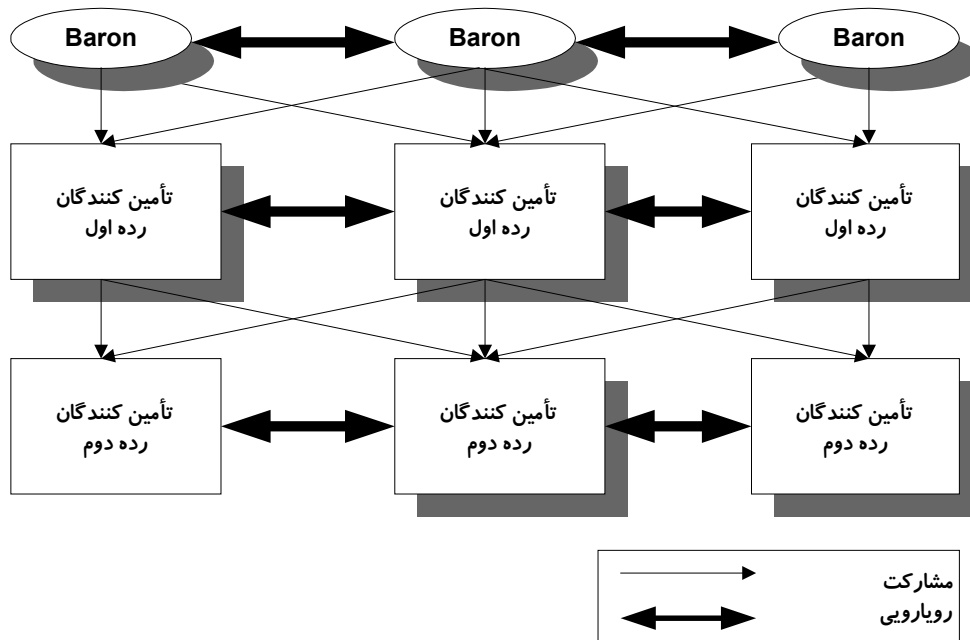 Baron
Baron
Baron
تأمین کنندگان
رده اول
تأمین کنندگان
رده اول
تأمین کنندگان
رده اول
تأمین کنندگان
رده دوم
تأمین کنندگان
رده دوم
تأمین کنندگان
رده دوم
مشارکت
رویارویی